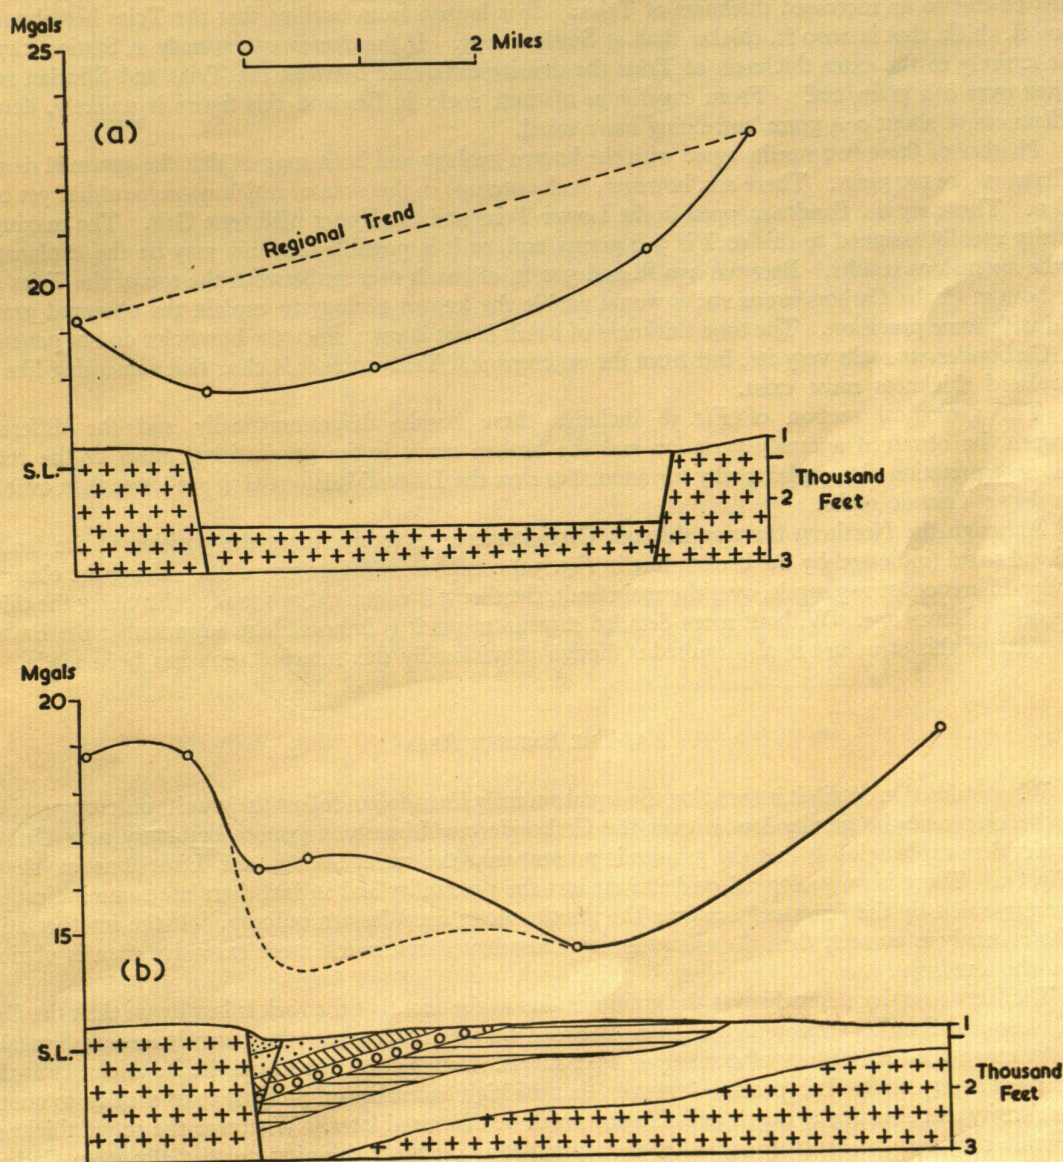 Mgals
25
0 1 2 Miles
(a)
Regional Trend
20
S.L.
1
2
3
Thousand
Feet
Mgals
20
15
(b)
S.L.
1
2
3
Thousand
Feet